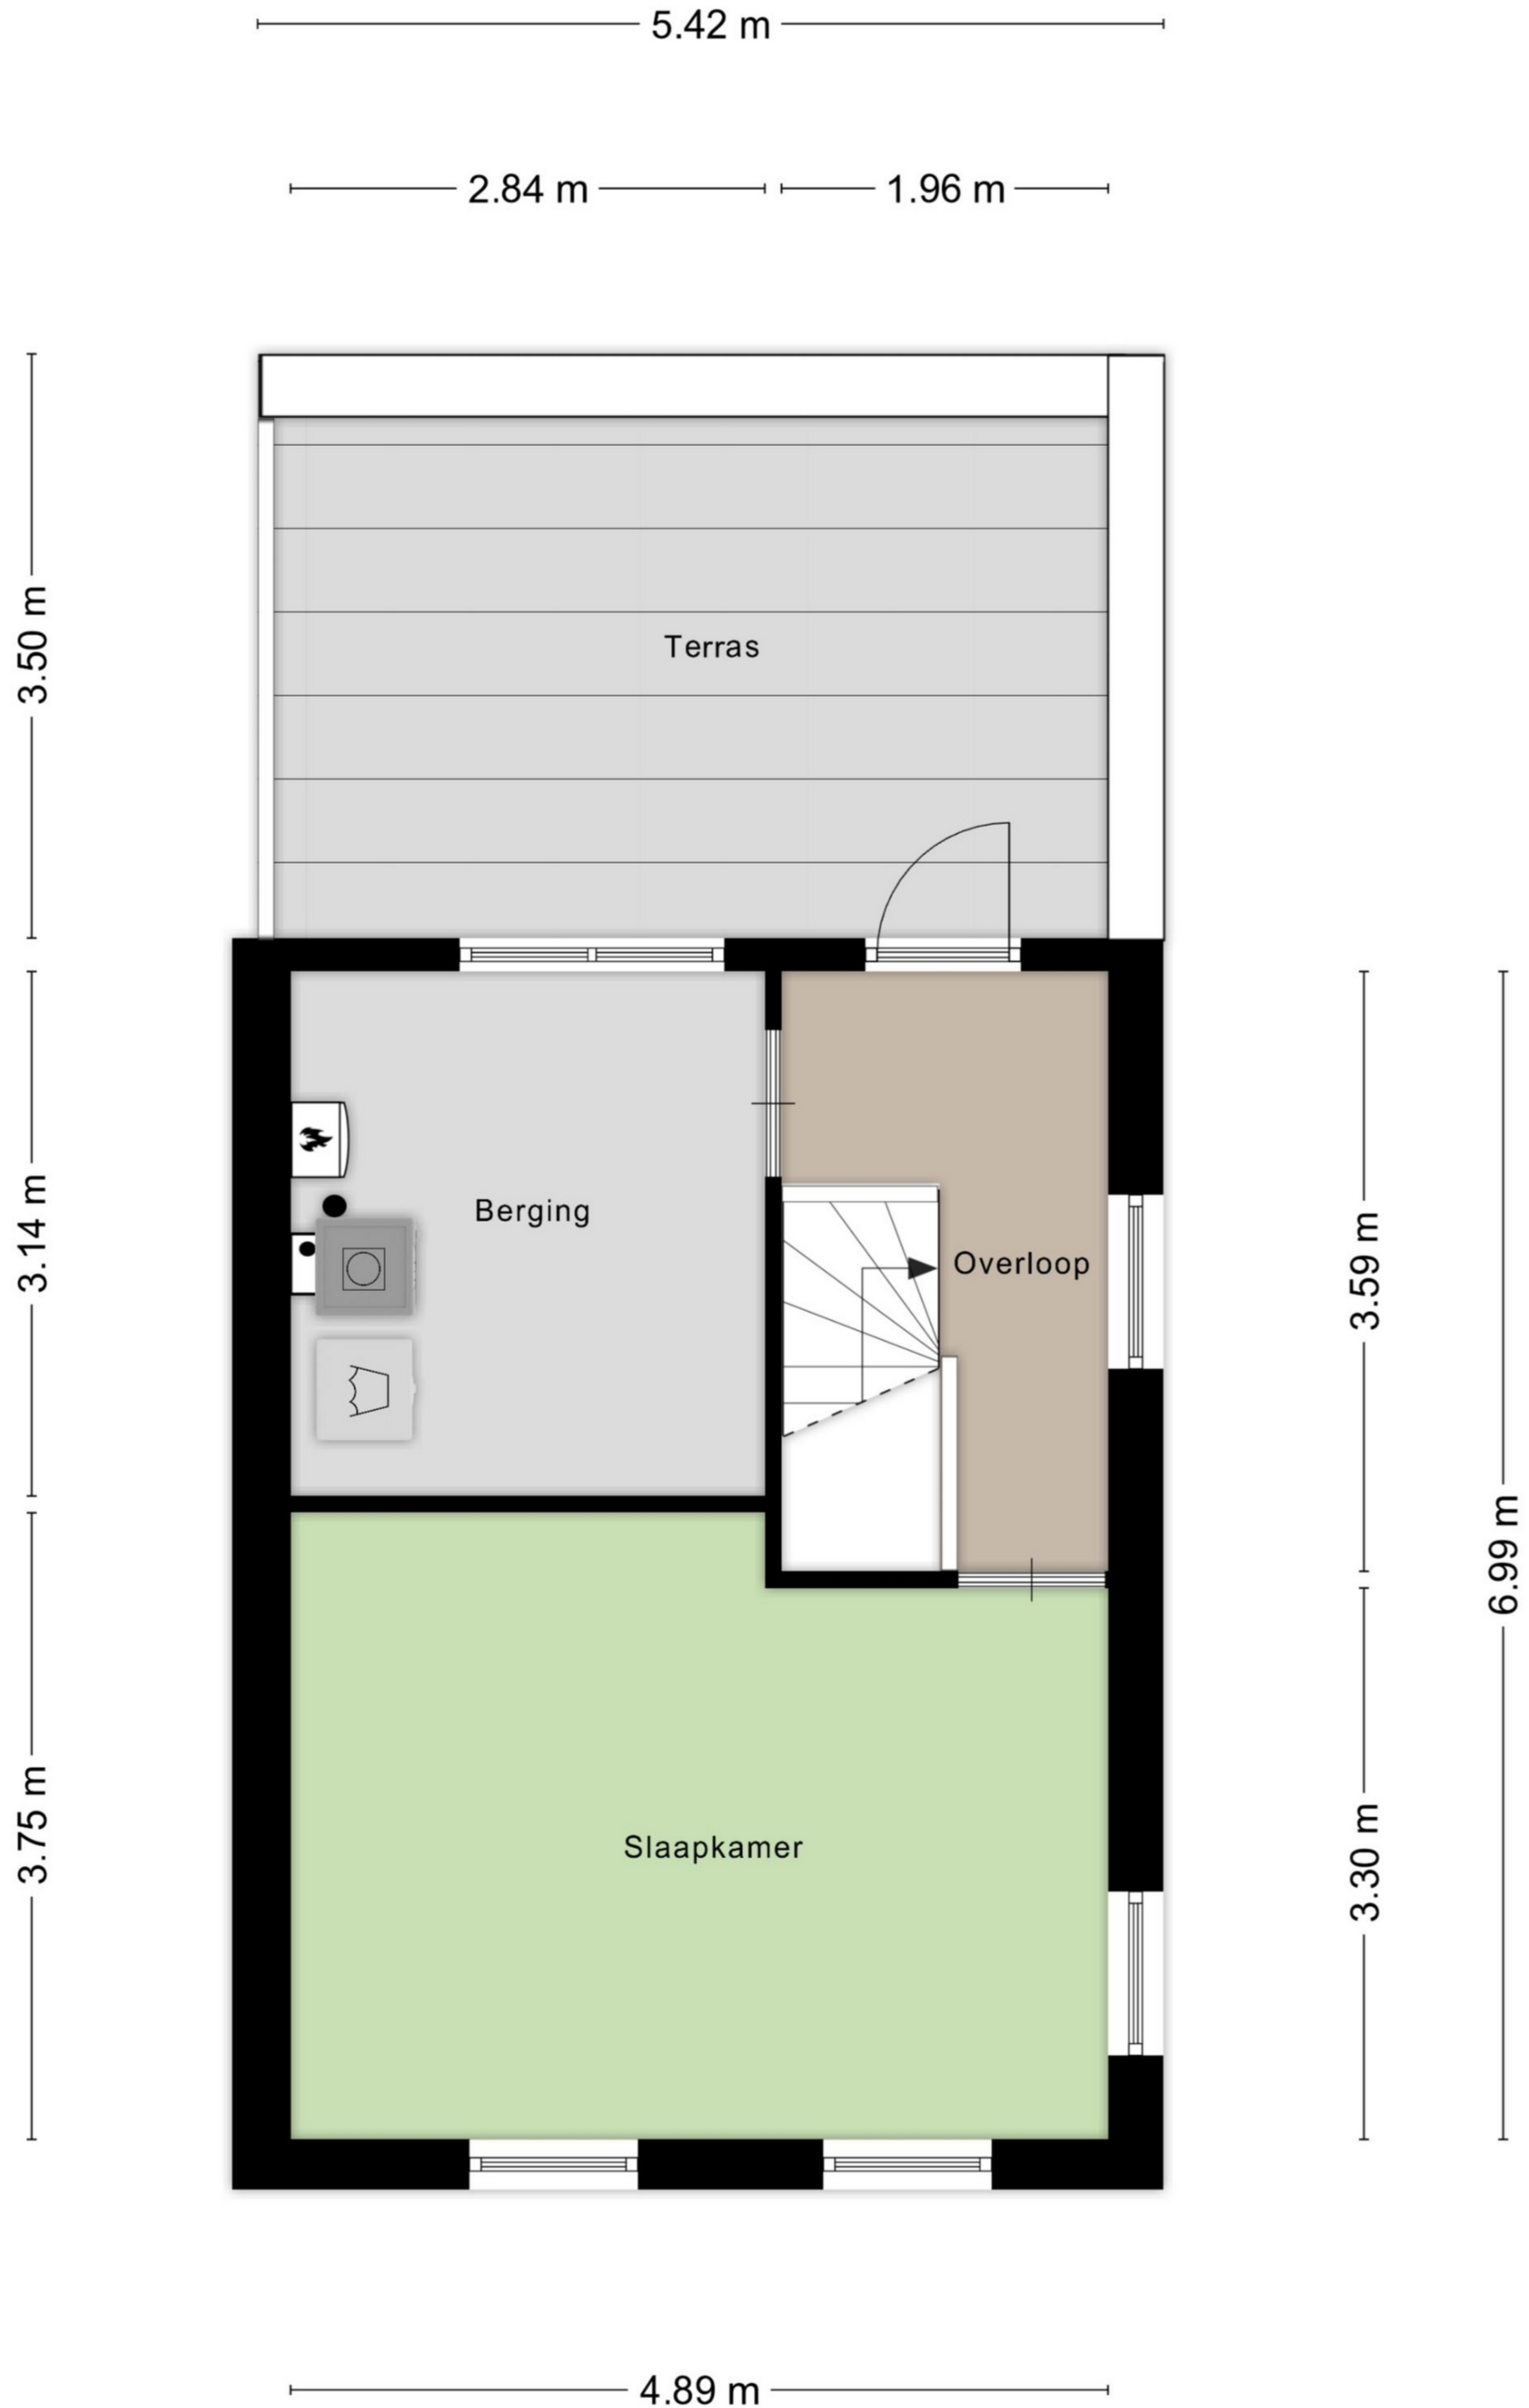 5.42 m
2.84 m
1.96 m
3.50 m
Terras
3.14 m
Berging
Overloop
3.59 m
6.99 m
3.75 m
Slaapkamer
3.30 m
4.89 m